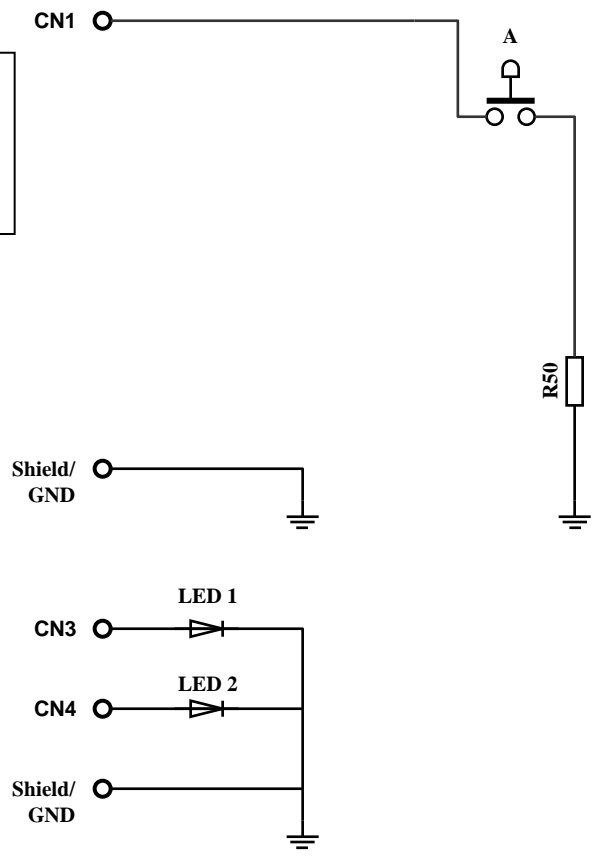 CN1
A
R50
Shield/
GND
LED 1
CN3
LED 2
CN4
Shield/
GND